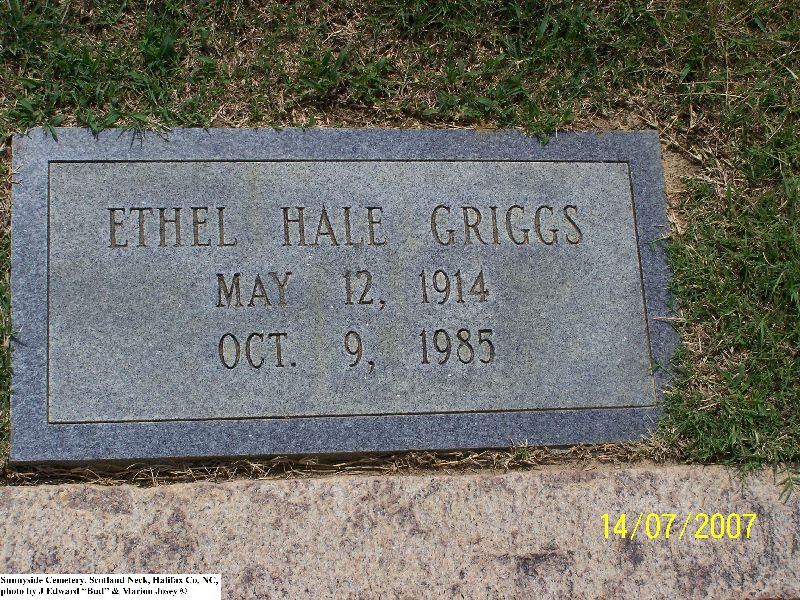 ETHEL HALE GRIGGS
MAY 12, 1914
OCT. 9, 1985
14/07/2007
Sunnyside Cemetery, Scotland Neck, Halifax Co, NC,
photo by J Edward "Bud" & Marion Josey ©